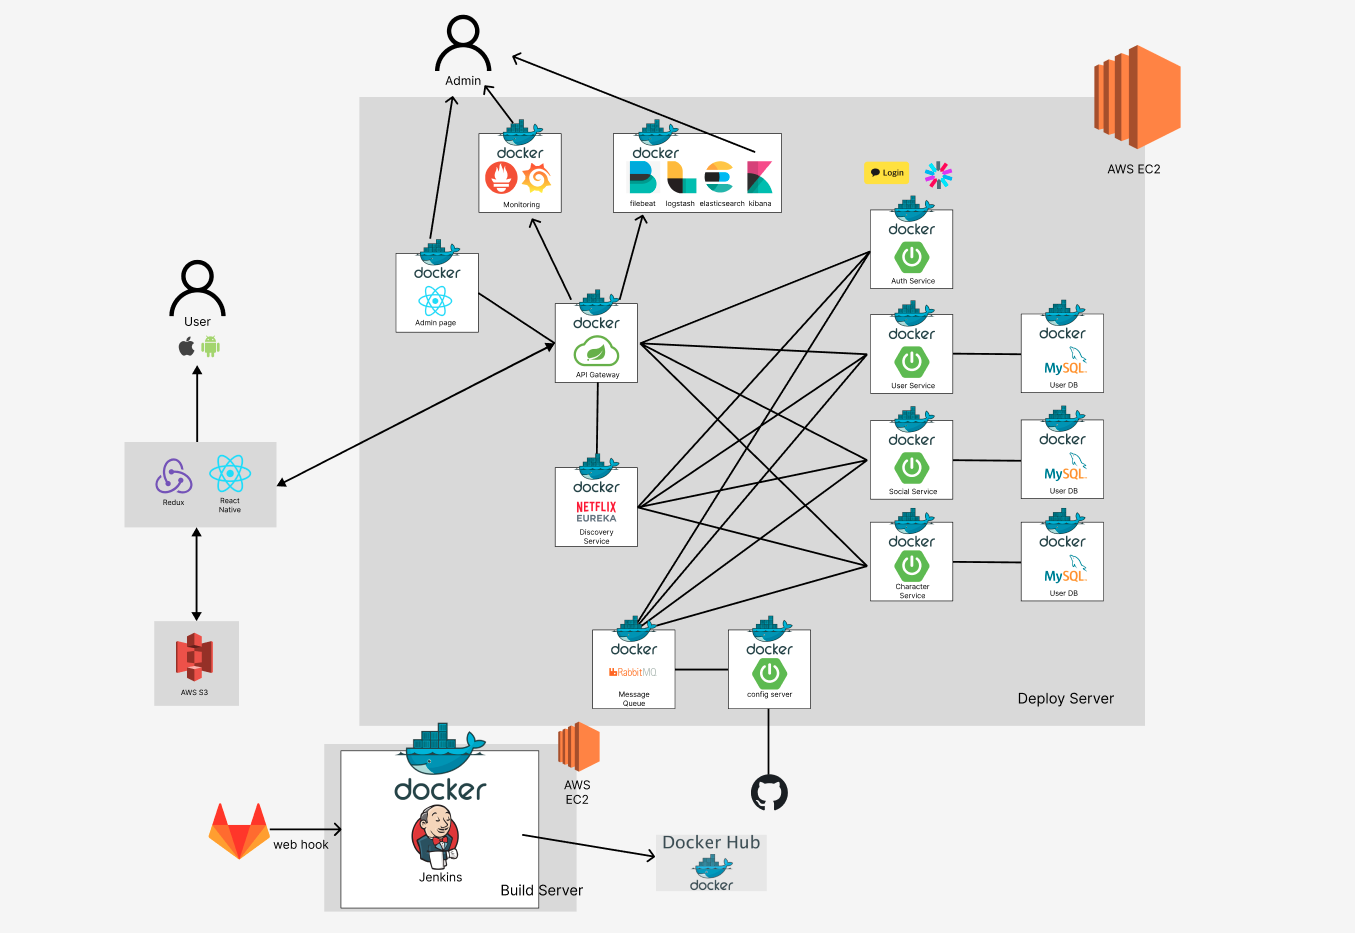 Admin
AWS EC2
docker
Monitoring
docker
filebeat logstash elasticsearch kibana
Login
docker
Auth Service
docker
Admin page
User
docker
API Gateway
docker
User Service
docker
MySQL
User DB
docker
Social Service
docker
MySQL
User DB
Redux
React
Native
docker
NETFLIX
EUREKA
Discovery
Service
docker
Character
Service
docker
MySQL
User DB
AWS S3
docker
RabbitMQ
Message
Queue
docker
config server
Deploy Server
docker
Jenkins
Build Server
AWS
EC2
web hook
Docker Hub
docker